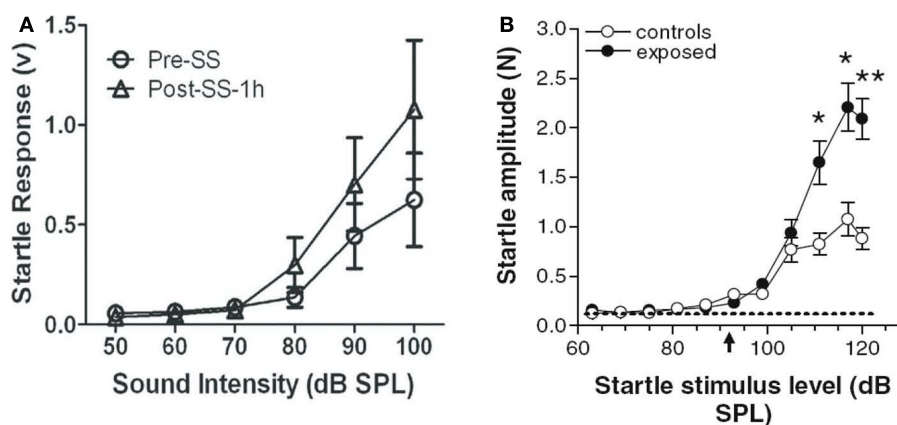 A
Startle Response (v)
1.5
1.0
0.5
0.0
Pre-SS
Post-SS-1h
50 60 70 80 90 100
Sound Intensity (dB SPL)
B
Startle amplitude (N)
3.0
2.5
2.0
1.5
1.0
0.5
0.0
controls
exposed
*
*
**
60 80 100 120
Startle stimulus level (dB
SPL)